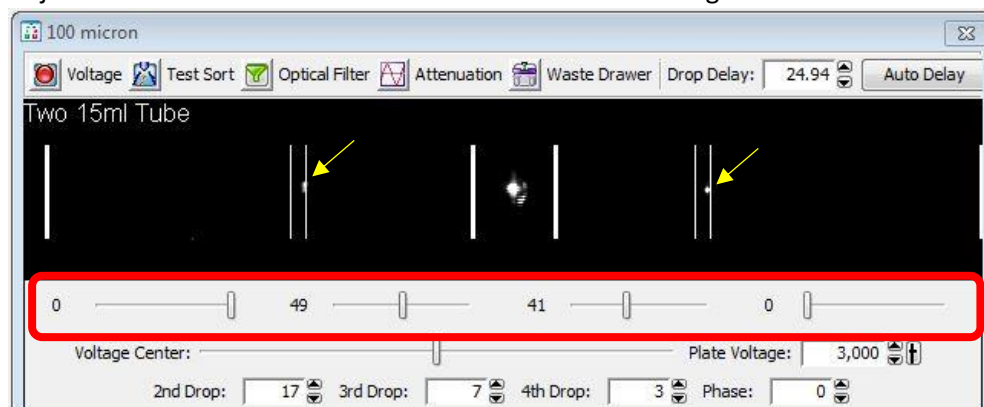 100 micron
Voltage Test Sort Optical Filter Attenuation Waste Drawer Drop Delay: 24.94 Auto Delay
Two 15ml Tube
0 49 41 0
Voltage Center: Plate Voltage: 3,000
2nd Drop: 17 3rd Drop: 7 4th Drop: 3 Phase: 0